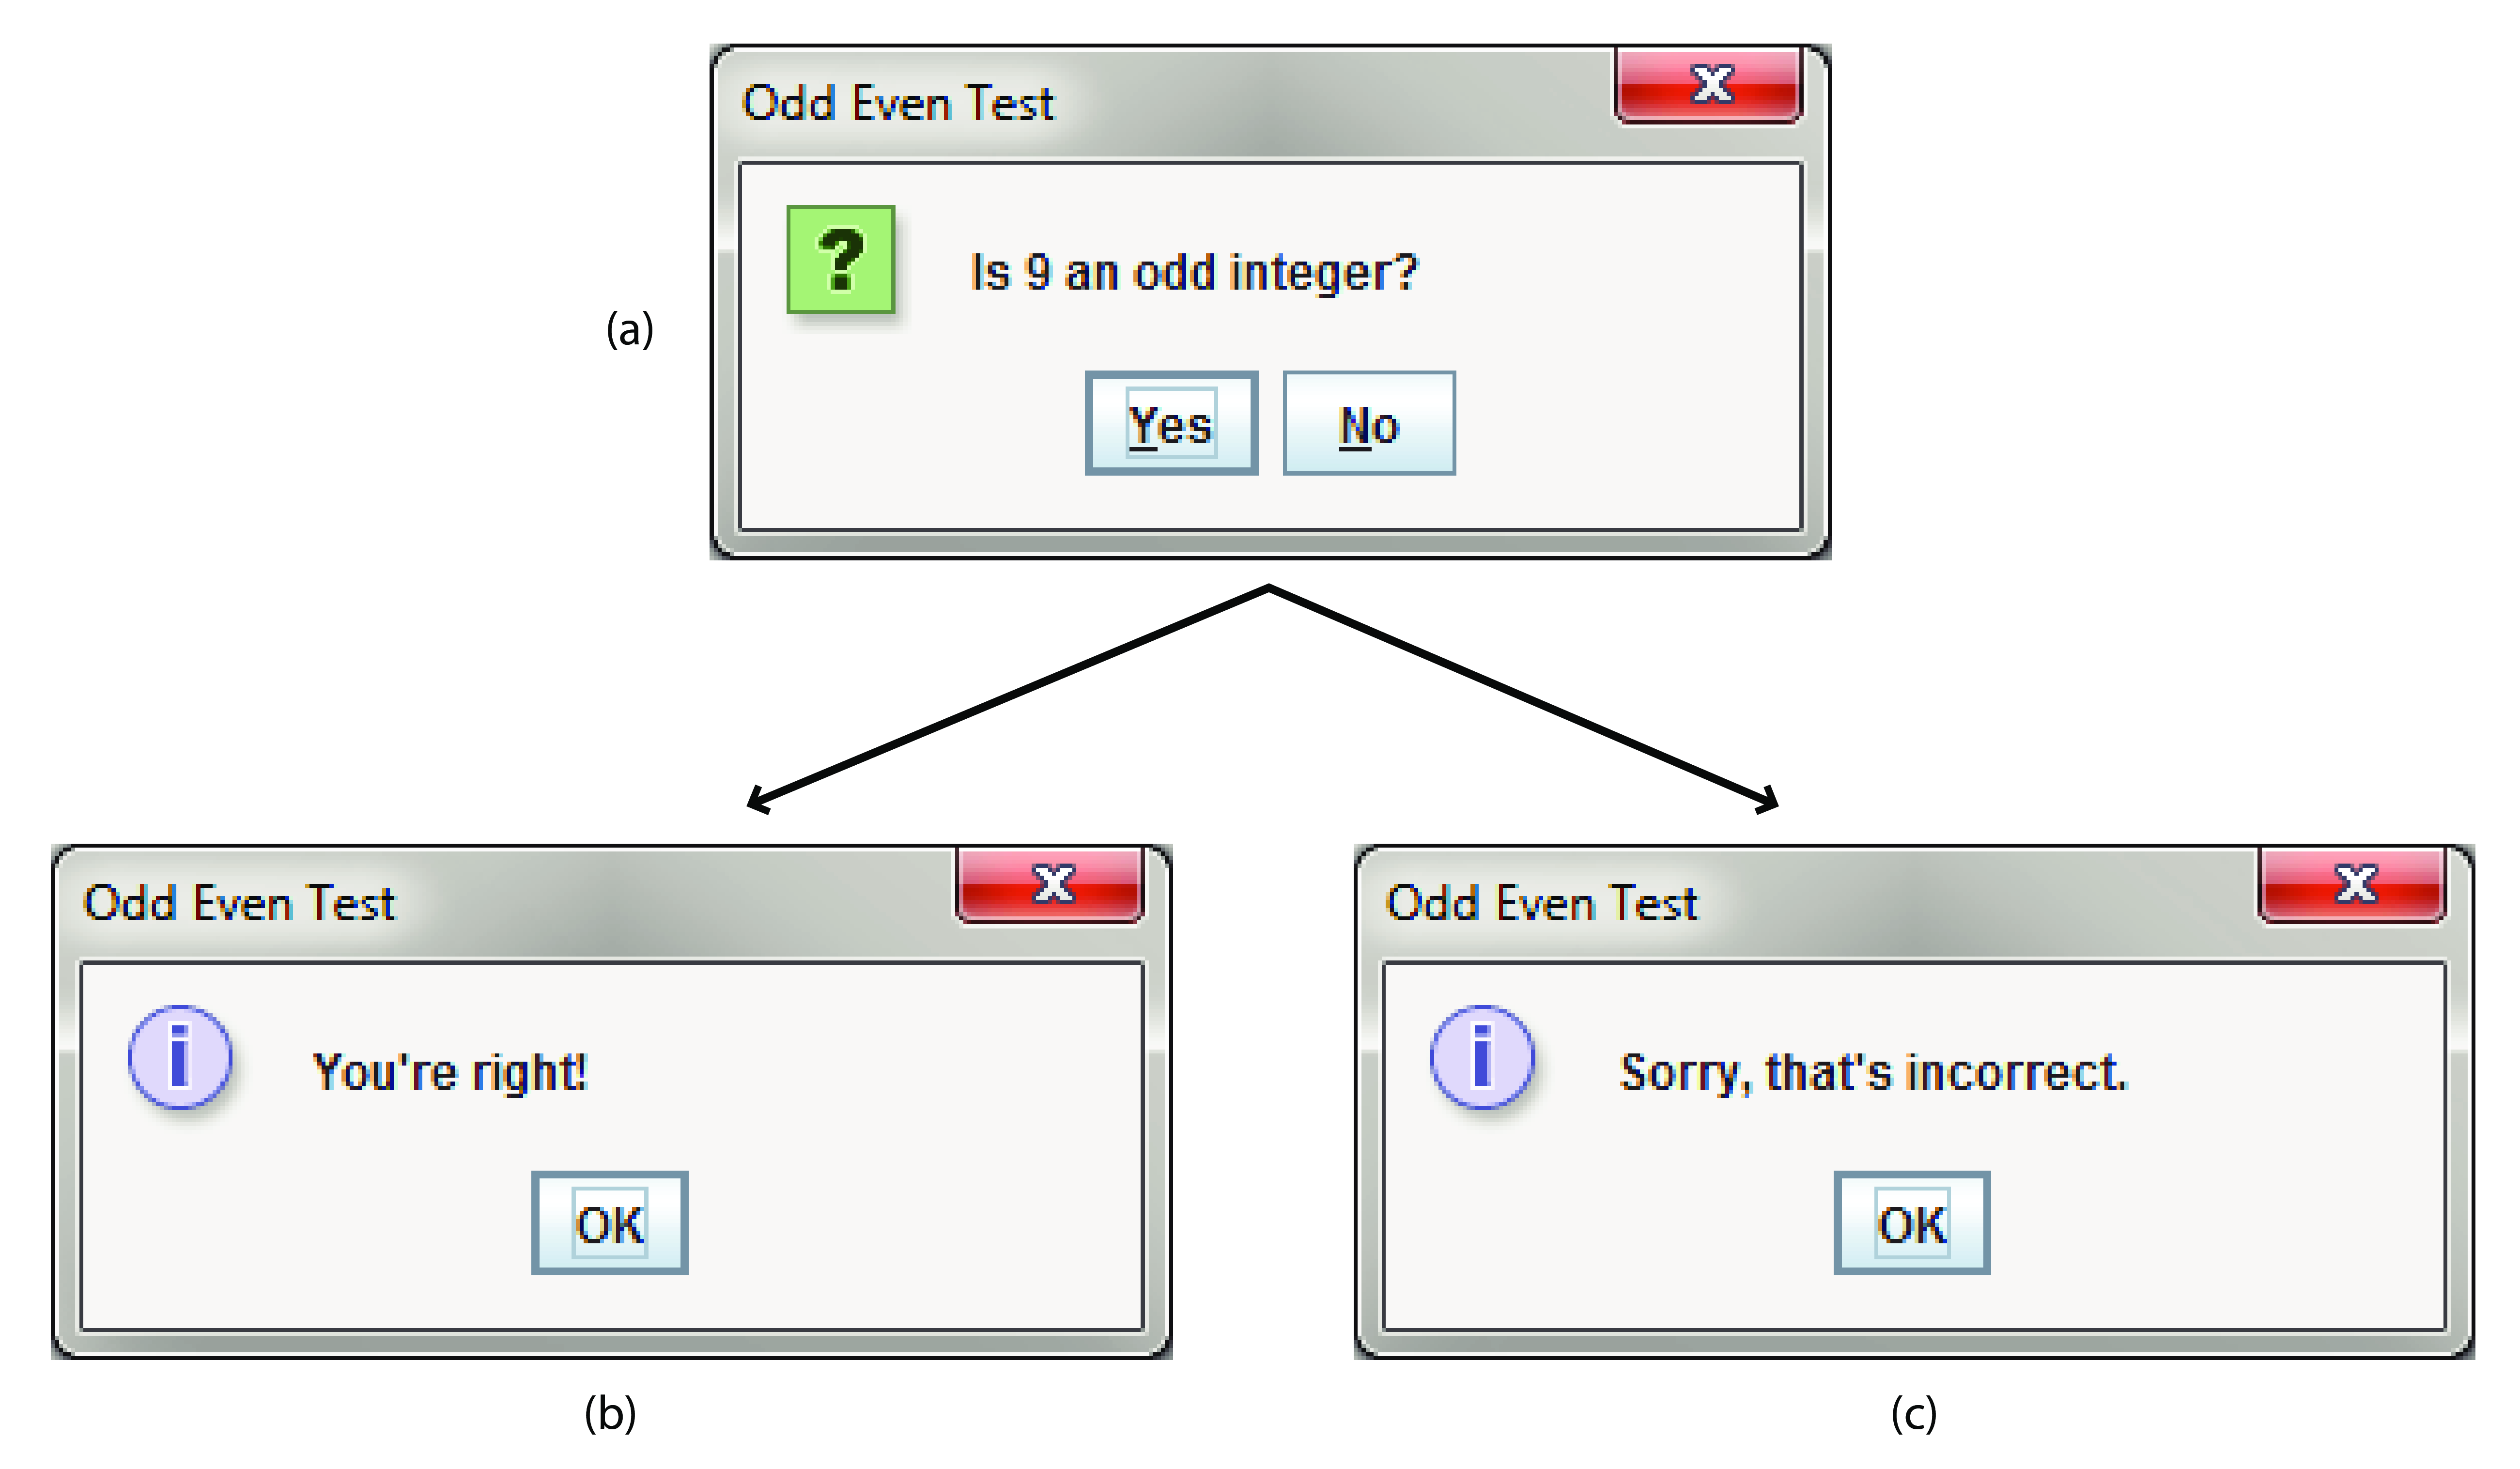 Odd Even Test
x
?
Is 9 an odd integer?
(a)
Yes No
Odd Even Test
x
i
You're right!
OK
(b)
Odd Even Test
x
i
Sorry, that's incorrect.
OK
(c)